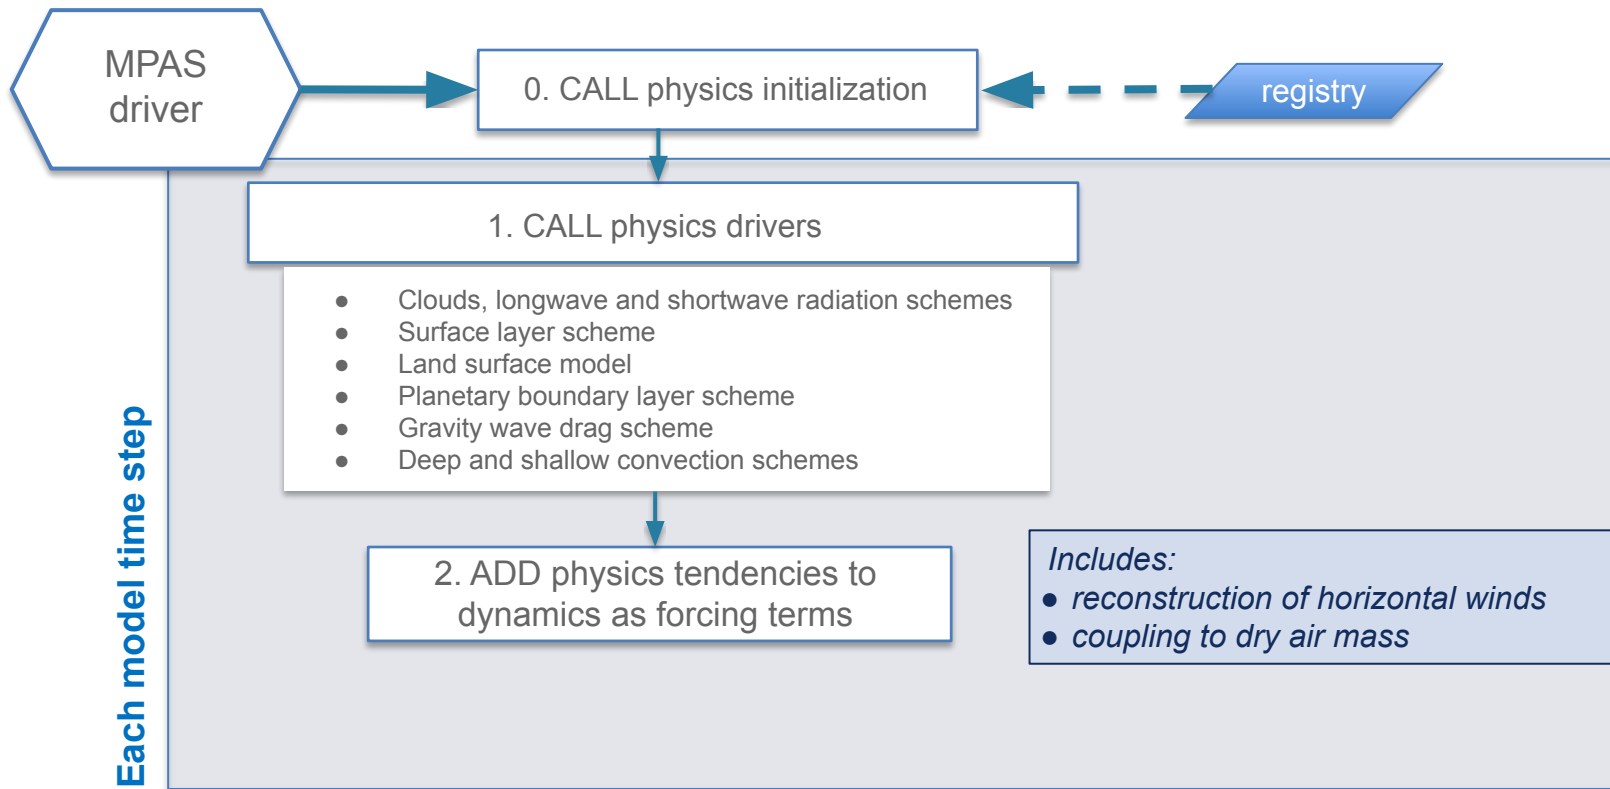 MPAS
driver
0. CALL physics initialization
registry
1. CALL physics drivers
● Clouds, longwave and shortwave radiation schemes
● Surface layer scheme
● Land surface model
● Planetary boundary layer scheme
● Gravity wave drag scheme
● Deep and shallow convection schemes
Each model time step
2. ADD physics tendencies to
dynamics as forcing terms
Includes:
● reconstruction of horizontal winds
● coupling to dry air mass